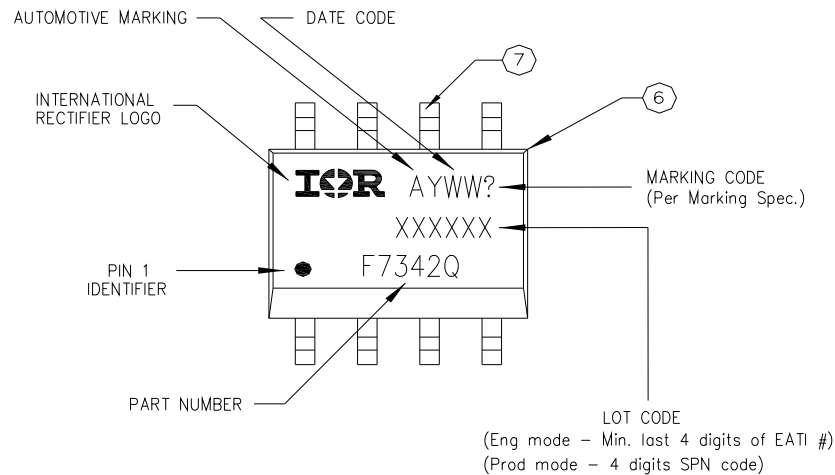 AUTOMOTIVE MARKING
DATE CODE
7
INTERNATIONAL
RECTIFIER LOGO
6
IOR
AYWW?
MARKING CODE
(Per Marking Spec.)
XXXXXX
PIN 1
IDENTIFIER
F7342Q
PART NUMBER
LOT CODE
(Eng mode – Min. last 4 digits of EATI #)
(Prod mode – 4 digits SPN code)